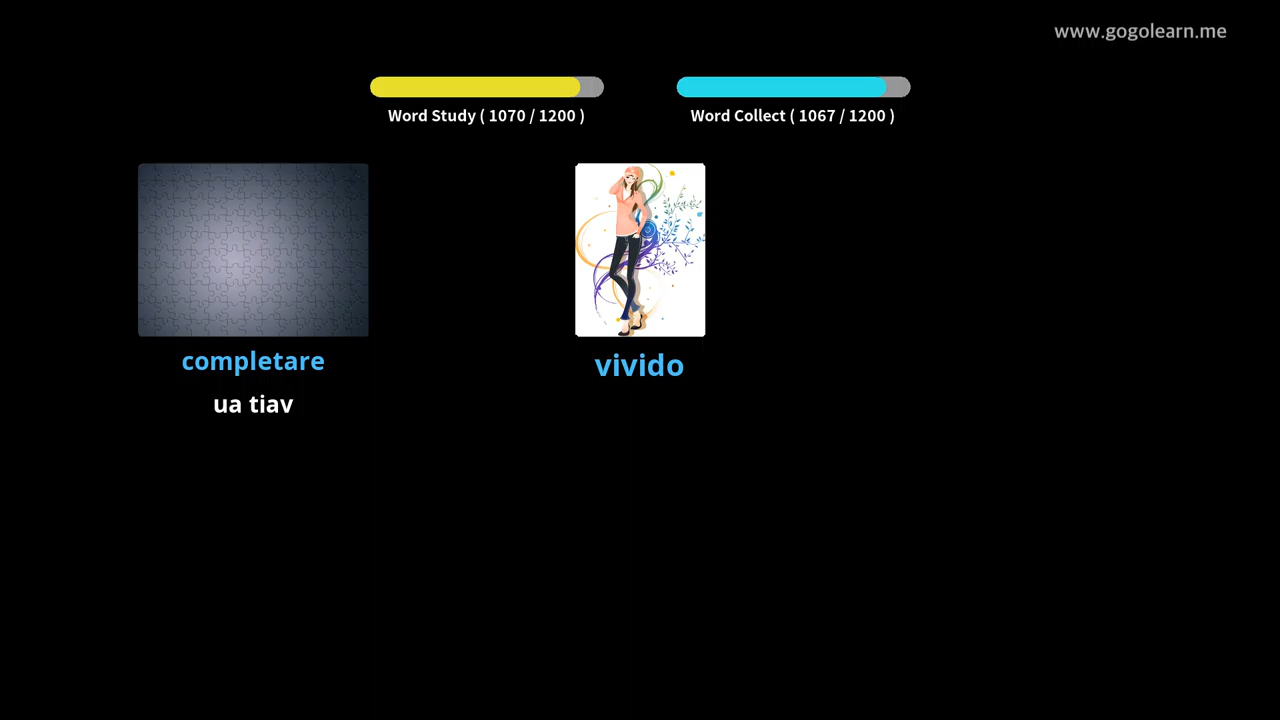 www.gogolearn.me
Word Study ( 1070 / 1200 )
Word Collect ( 1067 / 1200 )
completare
ua tiav
vivido